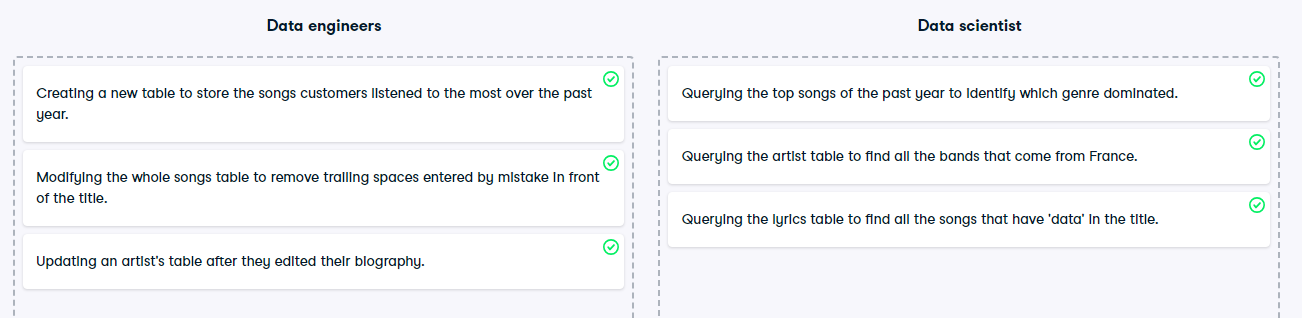 Data engineers
Creating a new table to store the songs customers listened to the most over the past
year.
Modifying the whole songs table to remove trailing spaces entered by mistake in front
of the title.
Updating an artist's table after they edited their biography.
Data scientist
Querying the top songs of the past year to identify which genre dominated.
Querying the artist table to find all the bands that come from France.
Querying the lyrics table to find all the songs that have 'data' in the title.